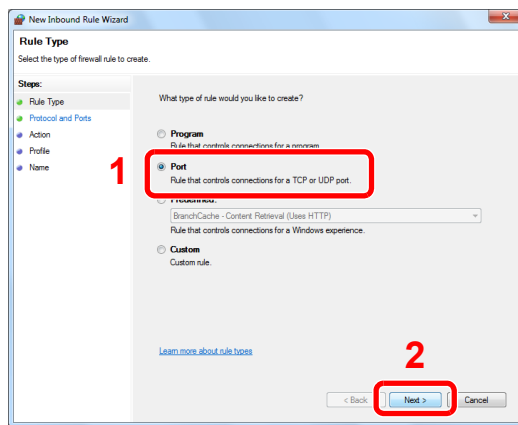 New Inbound Rule Wizard
Rule Type
Select the type of firewall rule to create.
Steps:
Rule Type
Protocol and Ports
Action
Profile
Name
What type of rule would you like to create?
Program
Rule that controls connections for a program.
1
Port
Rule that controls connections for a TCP or UDP port.
Predefined:
BranchCache - Content Retrieval (Uses HTTP)
Rule that controls connections for a Windows experience.
Custom
Custom rule.
Learn more about rule types
2
< Back
Next >
Cancel